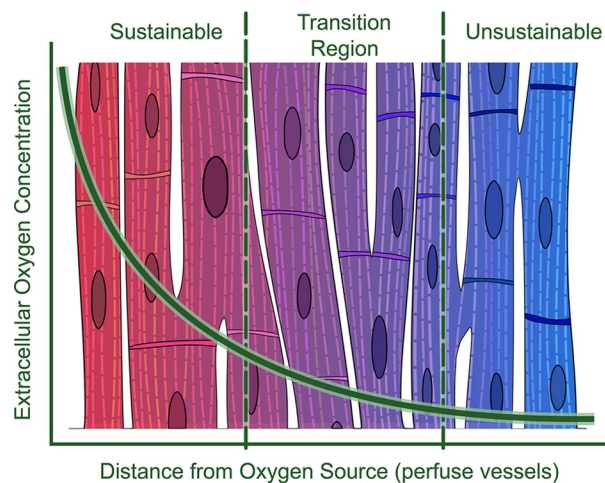 Sustainable
Transition
Region
Unsustainable
Extracellular Oxygen Concentration
Distance from Oxygen Source (perfuse vessels)